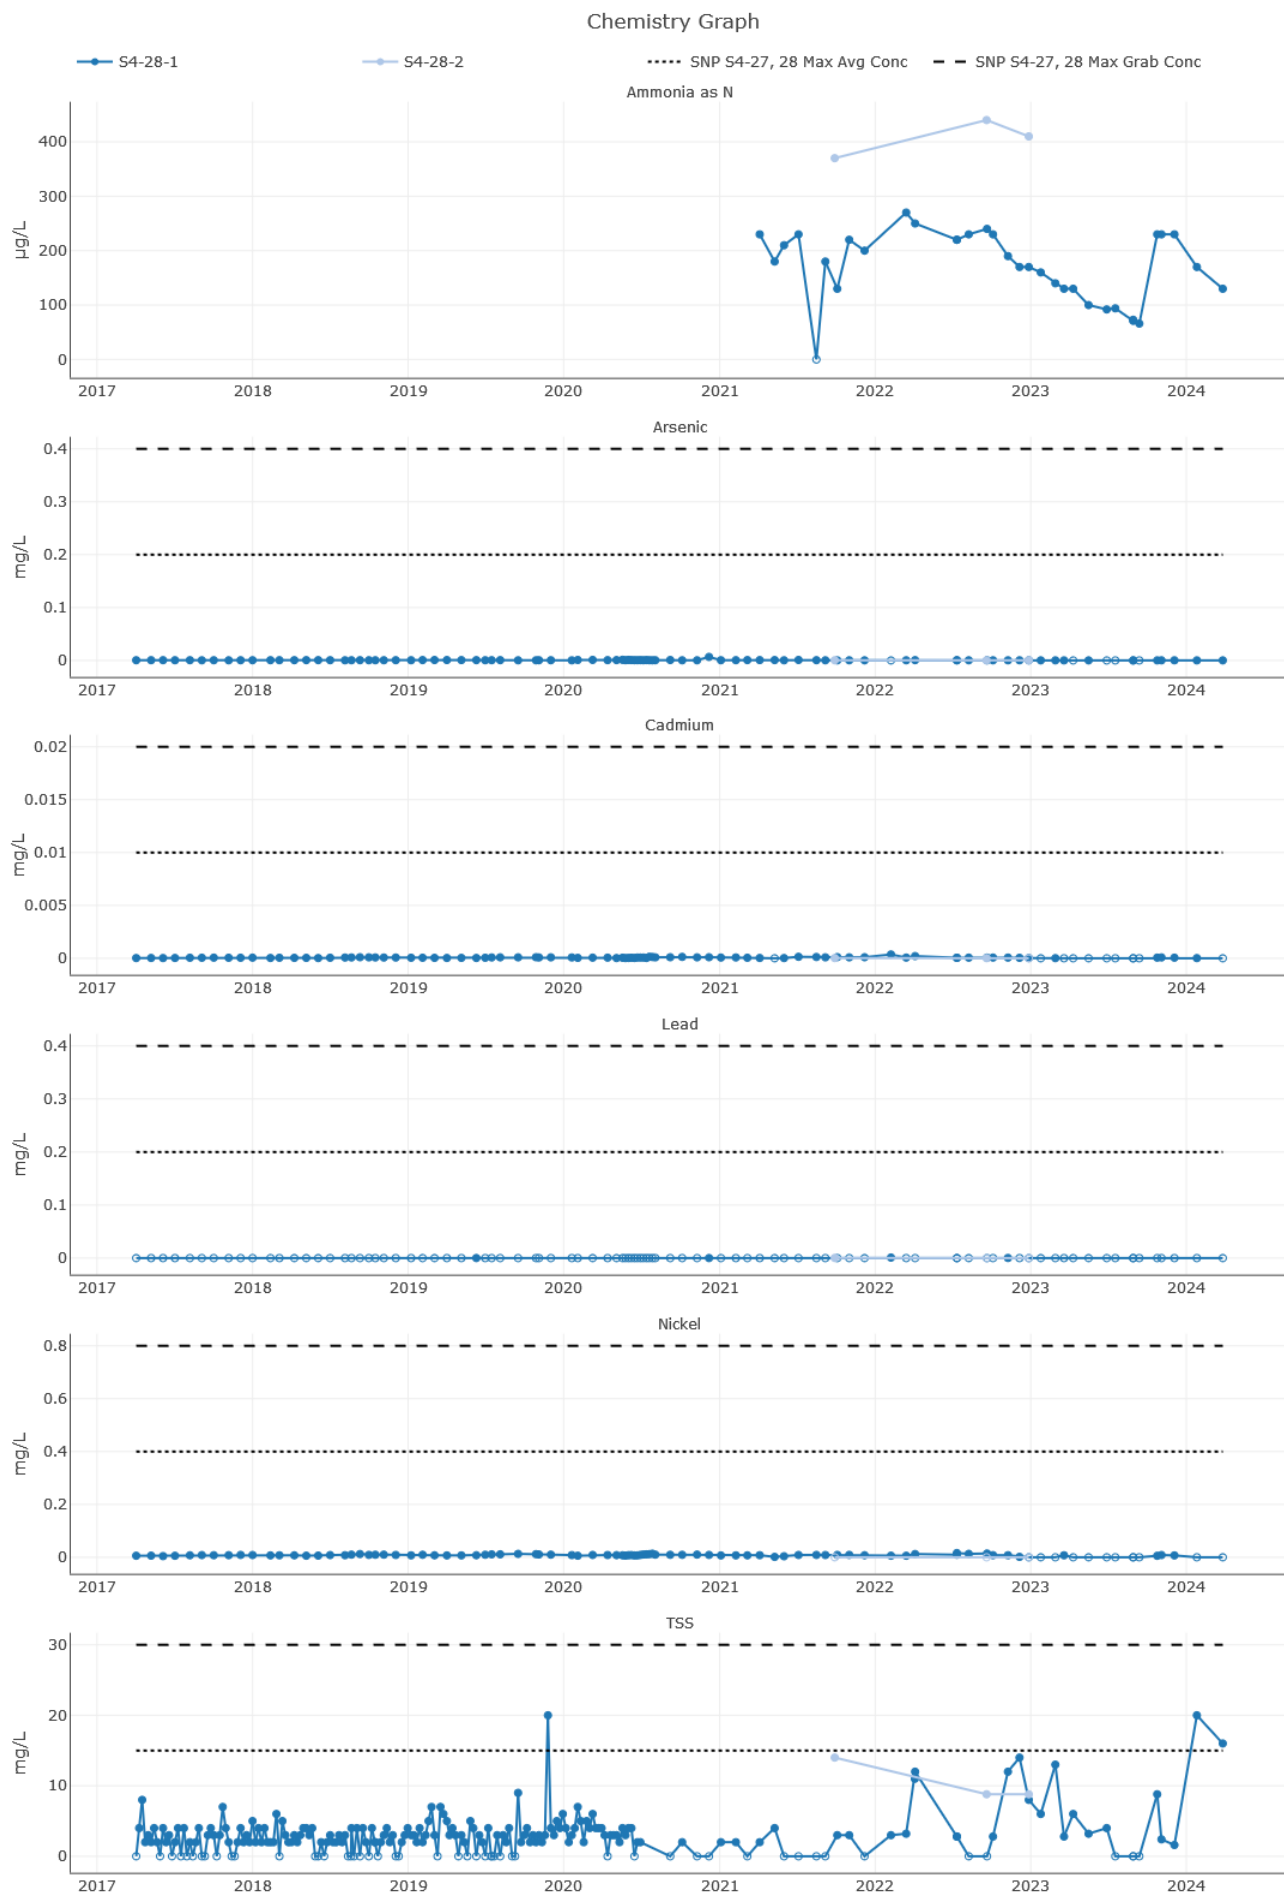 Chemistry Graph
S4-28-1 S4-28-2 SNP S4-27, 28 Max Avg Conc SNP S4-27, 28 Max Grab Conc
Ammonia as N
400
300
200
100
0
µg/L
2017 2018 2019 2020 2021 2022 2023 2024
Arsenic
0.4
0.3
0.2
0.1
0
mg/L
2017 2018 2019 2020 2021 2022 2023 2024
Cadmium
0.02
0.015
0.01
0.005
0
mg/L
2017 2018 2019 2020 2021 2022 2023 2024
Lead
0.4
0.3
0.2
0.1
0
mg/L
2017 2018 2019 2020 2021 2022 2023 2024
Nickel
0.8
0.6
0.4
0.2
0
mg/L
2017 2018 2019 2020 2021 2022 2023 2024
TSS
30
20
10
0
mg/L
2017 2018 2019 2020 2021 2022 2023 2024